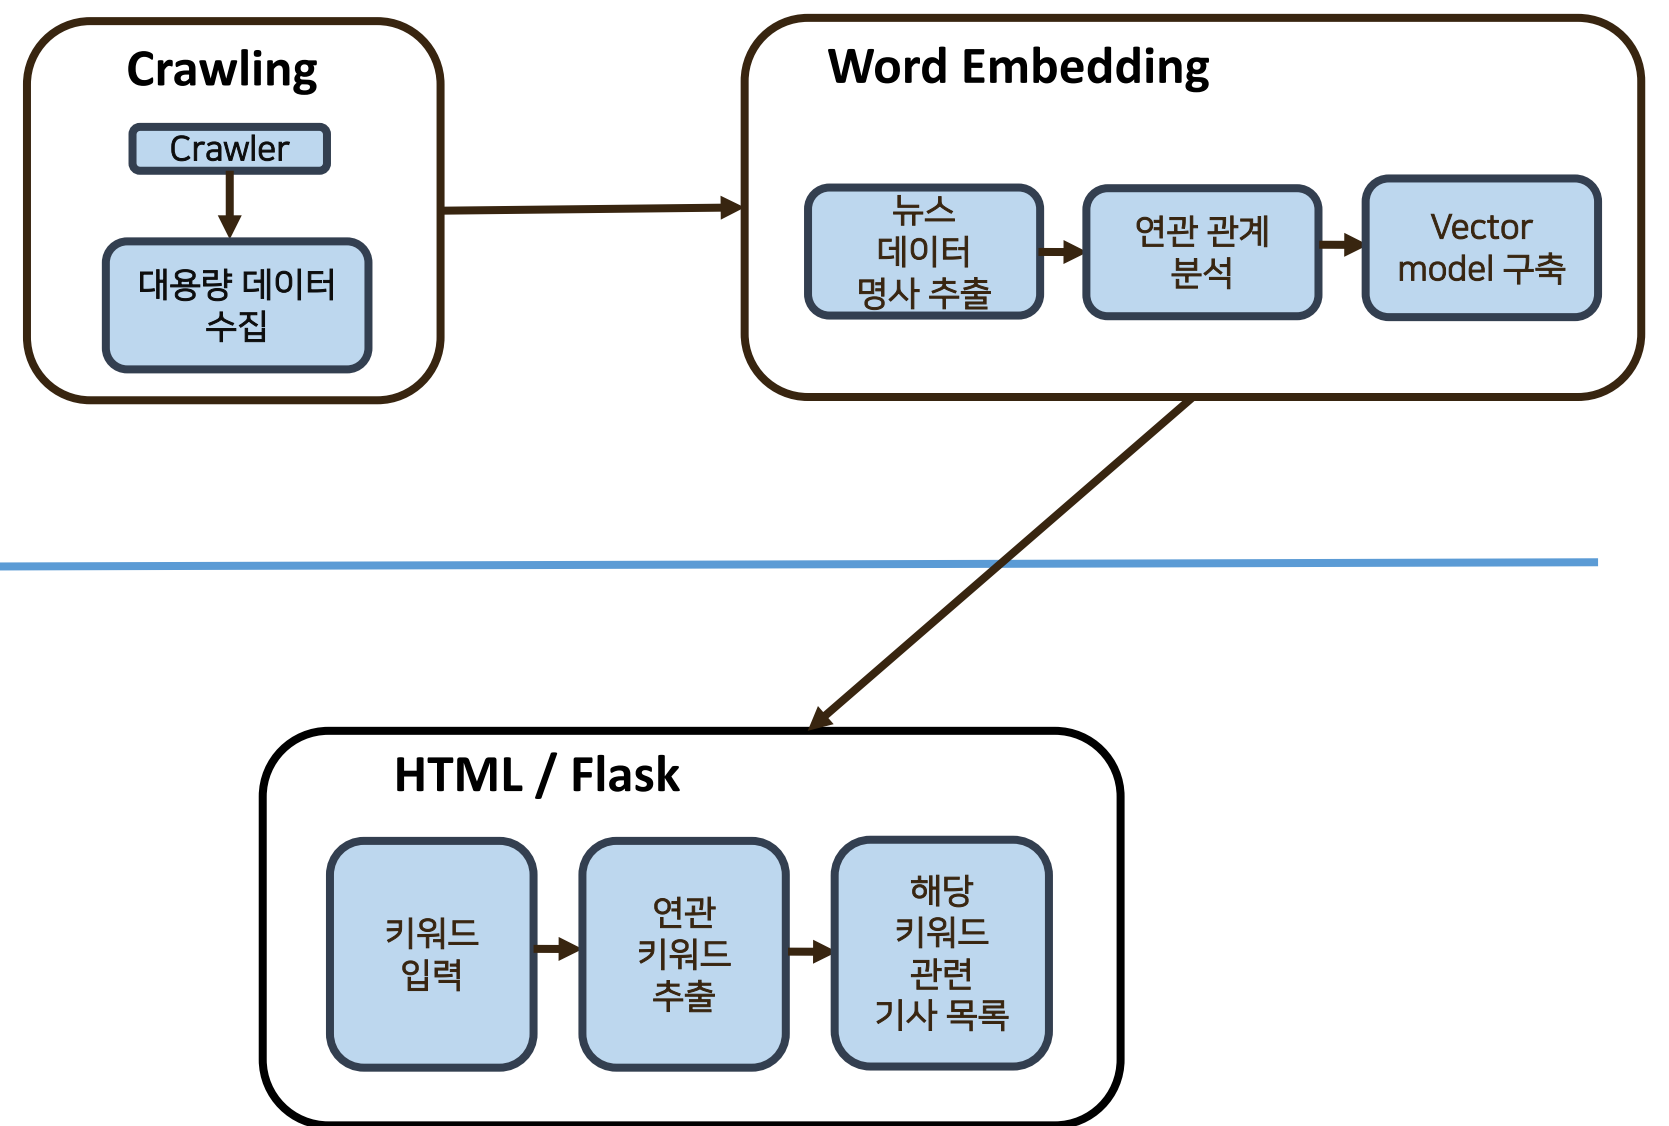 Crawling
Crawler
대용량 데이터
수집
Word Embedding
뉴스
데이터
명사 추출
연관 관계
분석
Vector
model 구축
HTML / Flask
키워드
입력
연관
키워드
추출
해당
키워드
관련
기사 목록